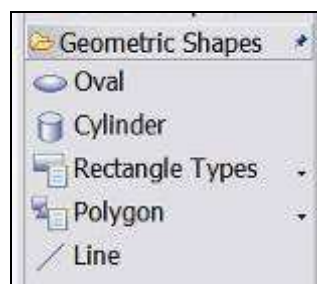 Geometric Shapes
Oval
Cylinder
Rectangle Types
Polygon
Line